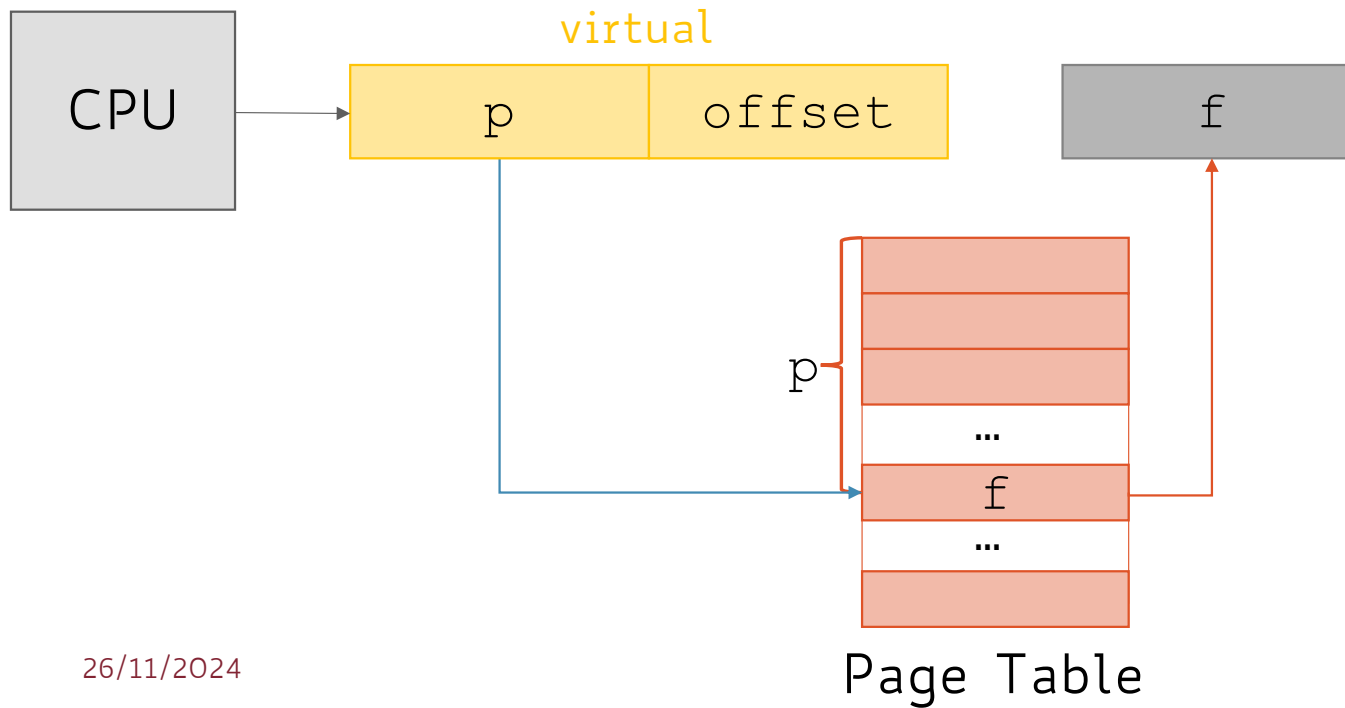 virtual
CPU
p offset f
p
…
f
…
26/11/2024
Page Table